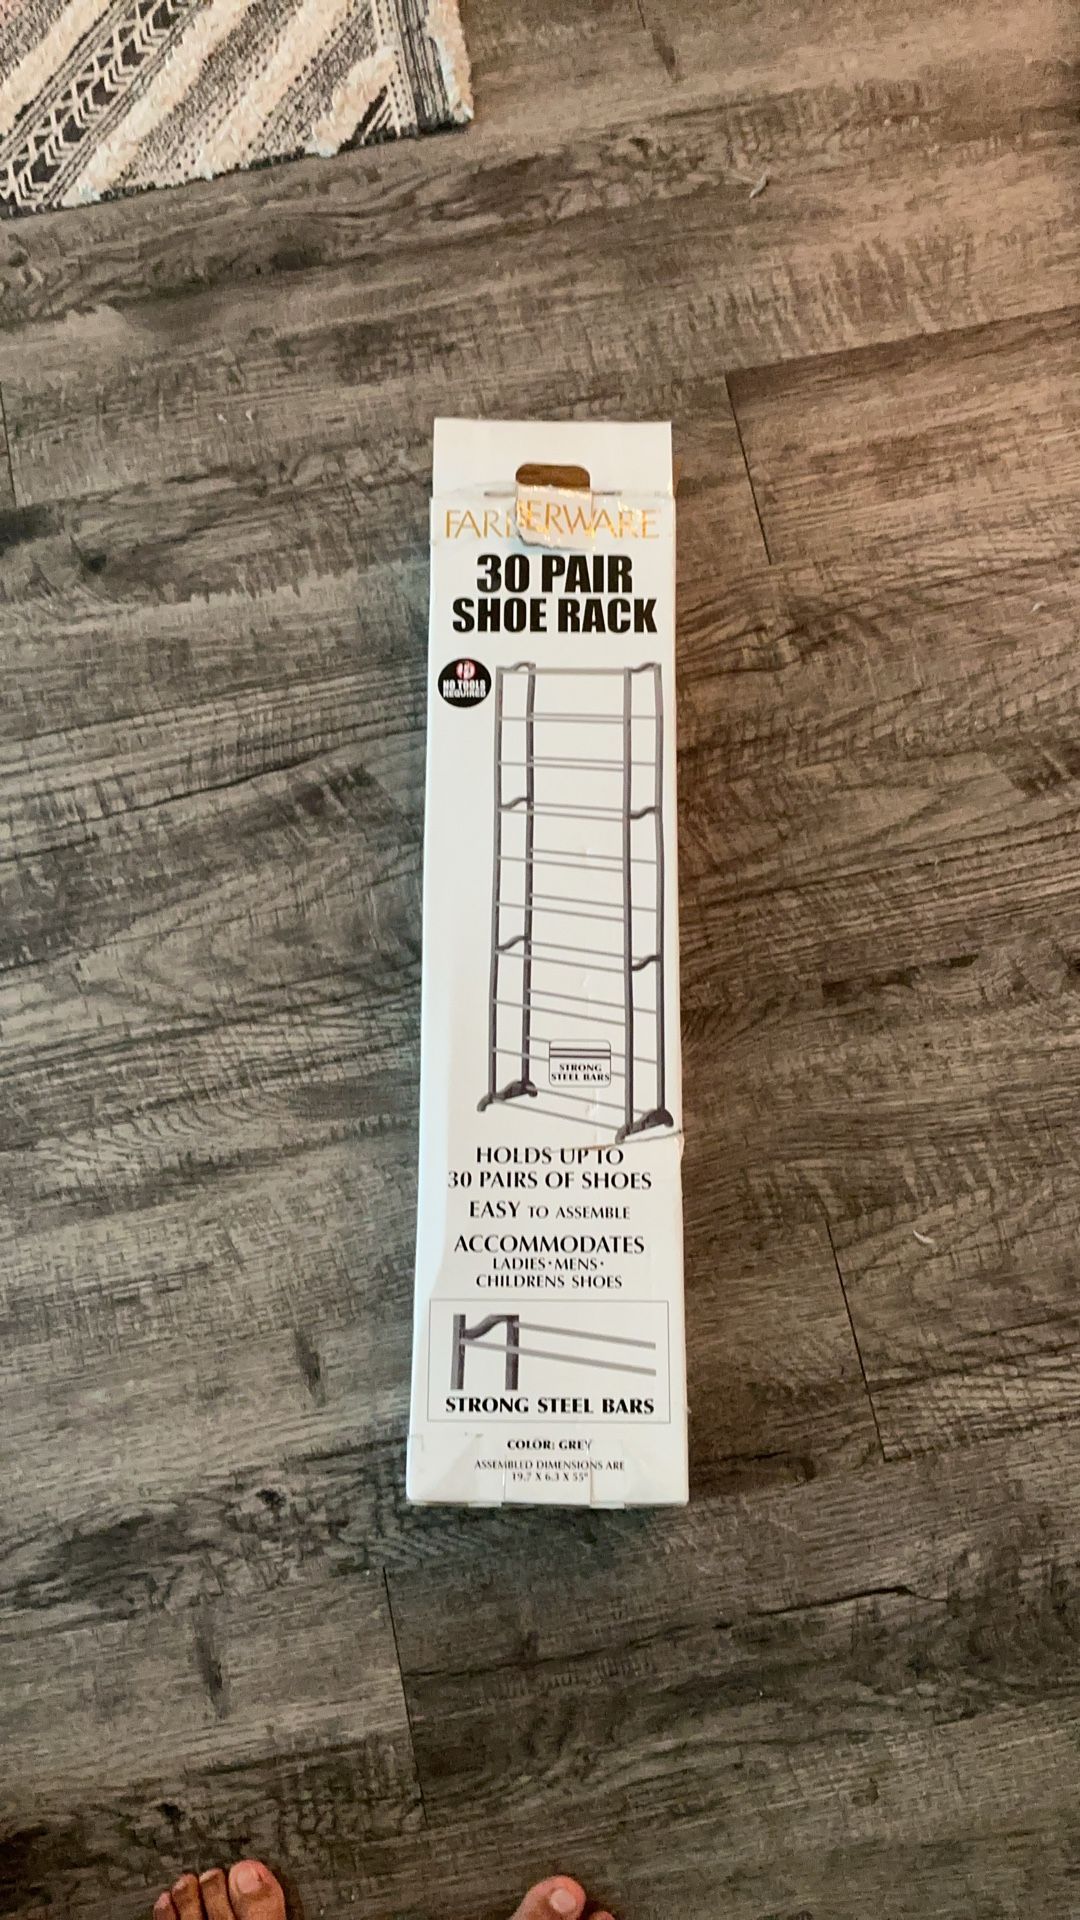 FARBERWARE
30 PAIR
SHOE RACK
NO TOOLS
REQUIRED
STRONG
STEEL BARS
HOLDS UP TO
30 PAIRS OF SHOES
EASY TO ASSEMBLE
ACCOMMODATES
LADIES·MENS·
CHILDRENS SHOES
STRONG STEEL BARS
COLOR: GREY
ASSEMBLED DIMENSIONS ARE
19.7 X 6.3 X 55"